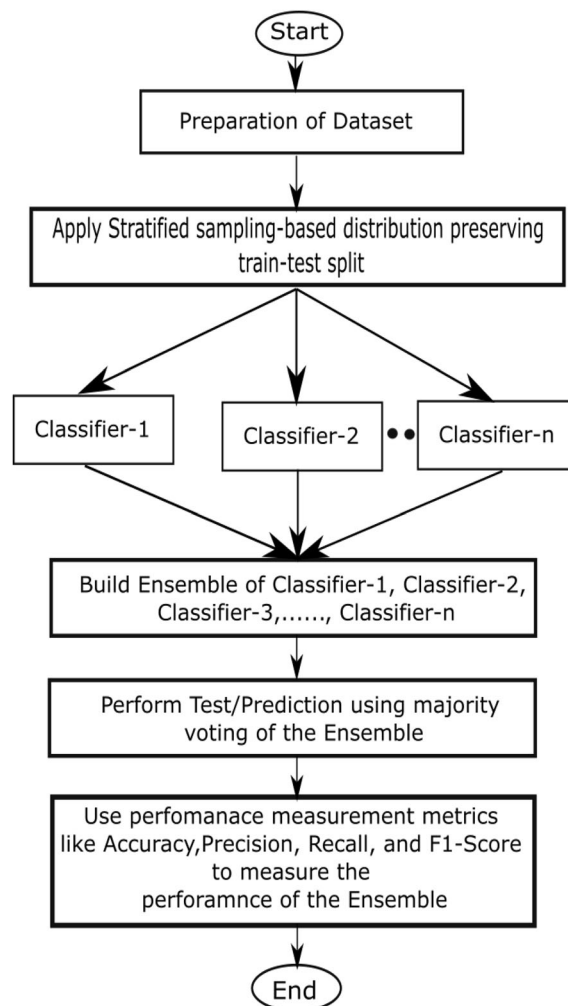 Start
Preparation of Dataset
Apply Stratified sampling-based distribution preserving
train-test split
Classifier-1
Classifier-2
Classifier-n
Build Ensemble of Classifier-1, Classifier-2,
Classifier-3,......, Classifier-n
Perform Test/Prediction using majority
voting of the Ensemble
Use perfomanace measurement metrics
like Accuracy,Precision, Recall, and F1-Score
to measure the
perforamnce of the Ensemble
End